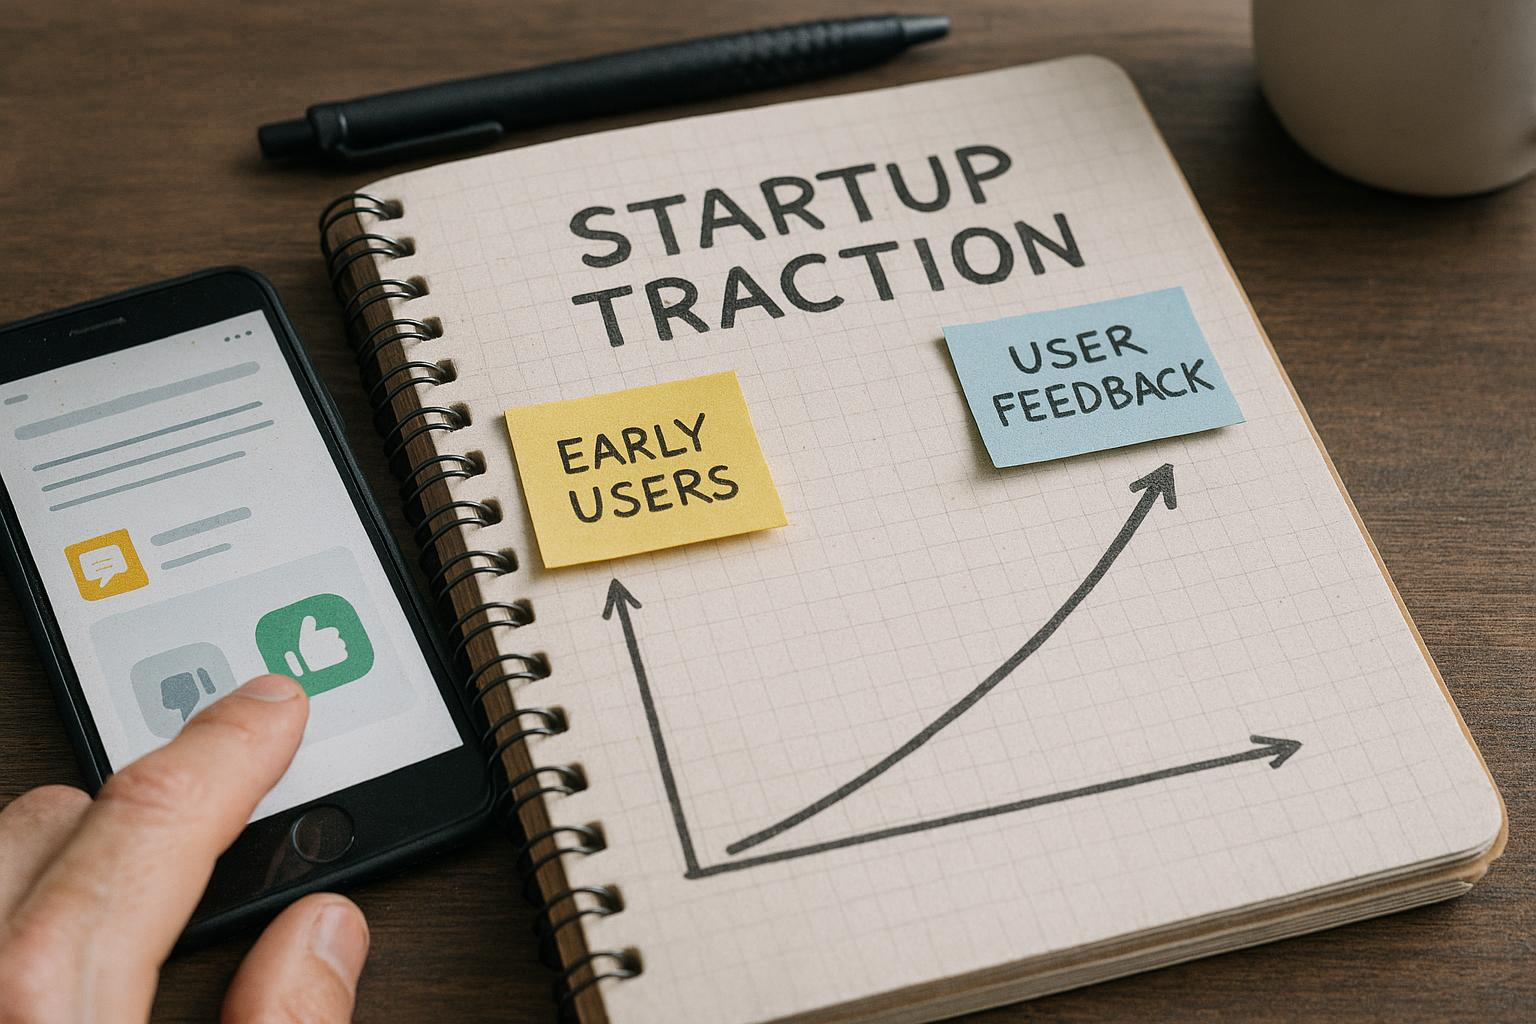 STARTUP
TRACTION
EARLY
USERS
USER
FEEDBACK